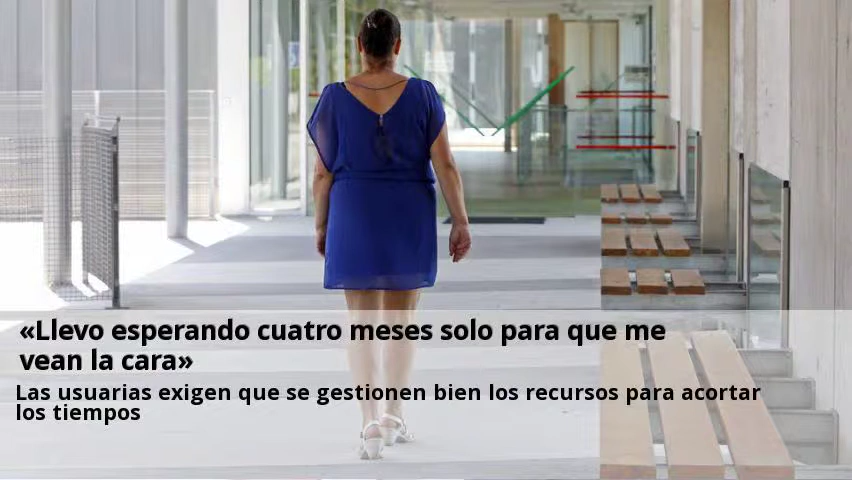 «Llevo esperando cuatro meses solo para que me
vean la cara»
Las usuarias exigen que se gestionen bien los recursos para acortar
los tiempos